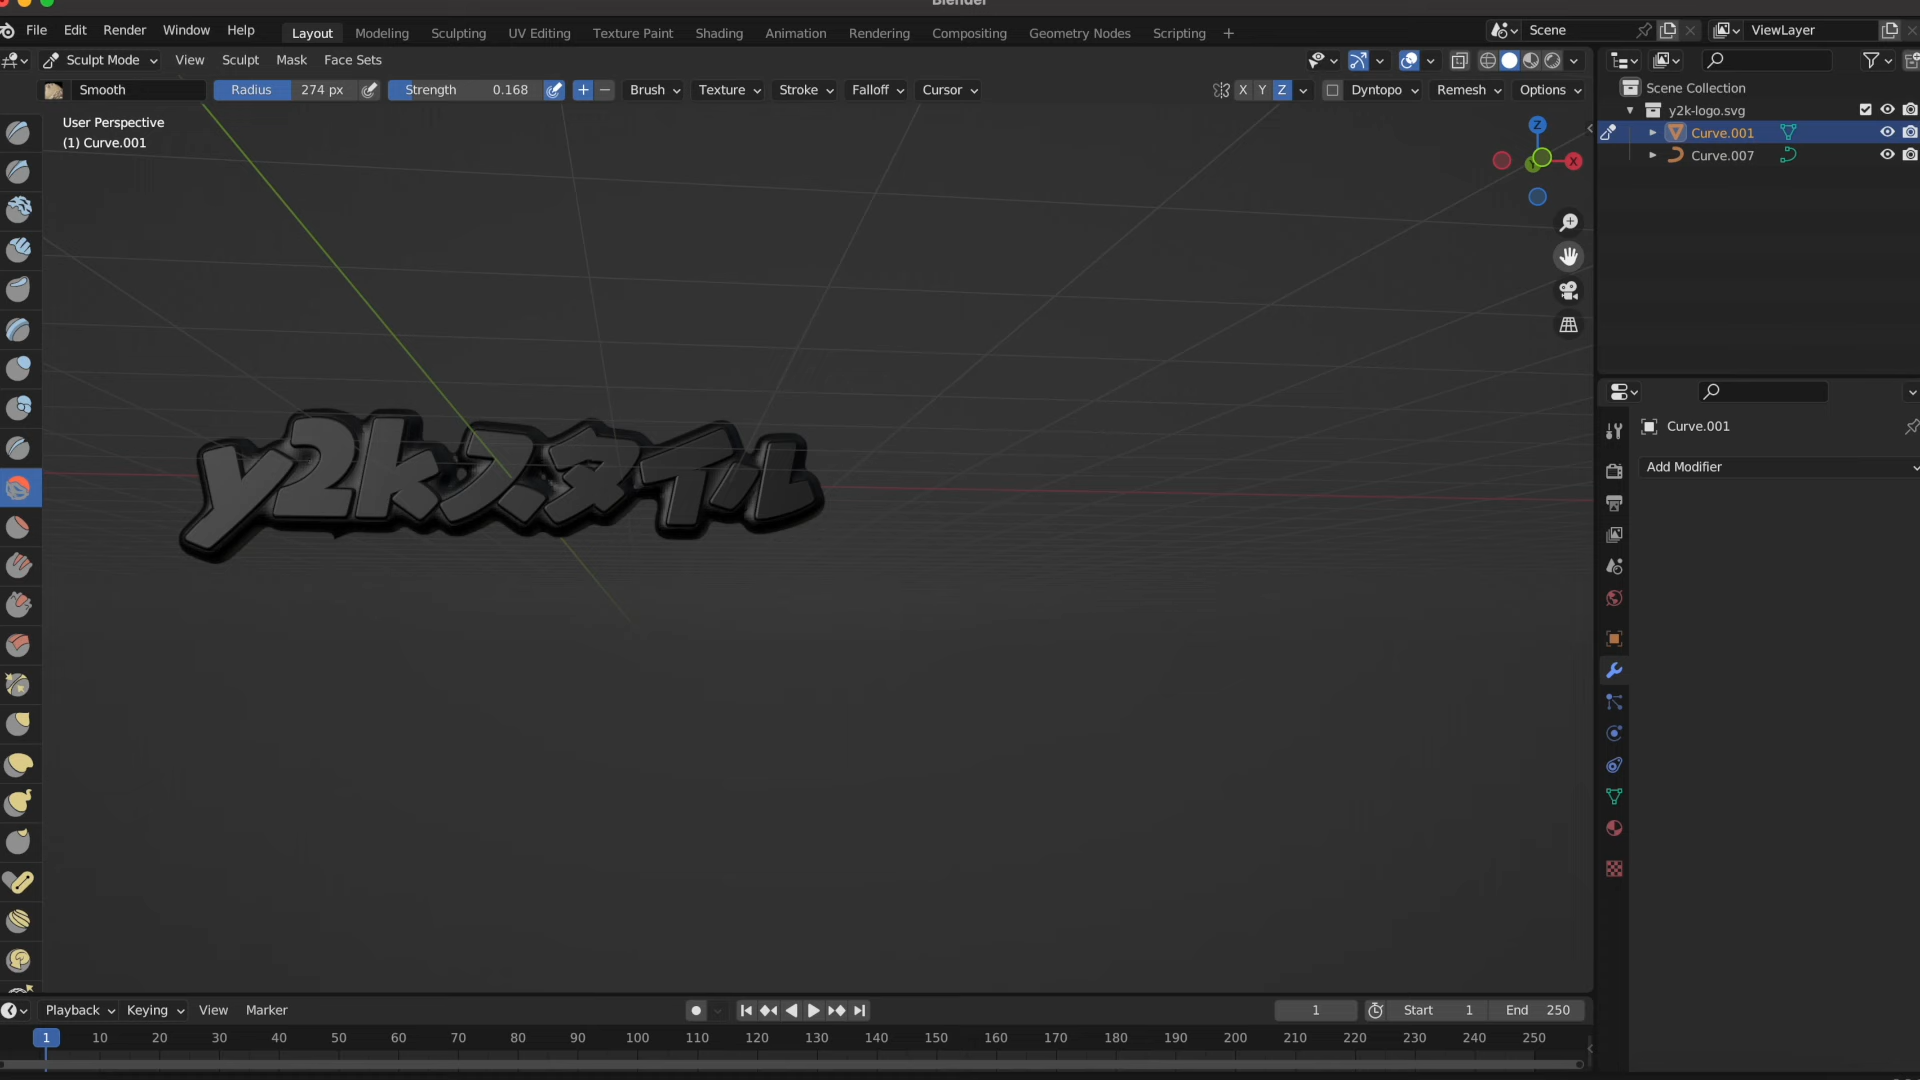 Blender
File Edit Render Window Help Layout Modeling Sculpting UV Editing Texture Paint Shading Animation Rendering Compositing Geometry Nodes Scripting + Scene ViewLayer
Sculpt Mode View Sculpt Mask Face Sets
Smooth Radius 274 px Strength 0.168 + − Brush Texture Stroke Falloff Cursor X Y Z Dyntopo Remesh Options
User Perspective
(1) Curve.001
Z
X
Y
Scene Collection
y2k-logo.svg
Curve.001
Curve.007
Curve.001
Add Modifier
y2kスタイル
Playback Keying View Marker 1 Start 1 End 250
1 10 20 30 40 50 60 70 80 90 100 110 120 130 140 150 160 170 180 190 200 210 220 230 240 250